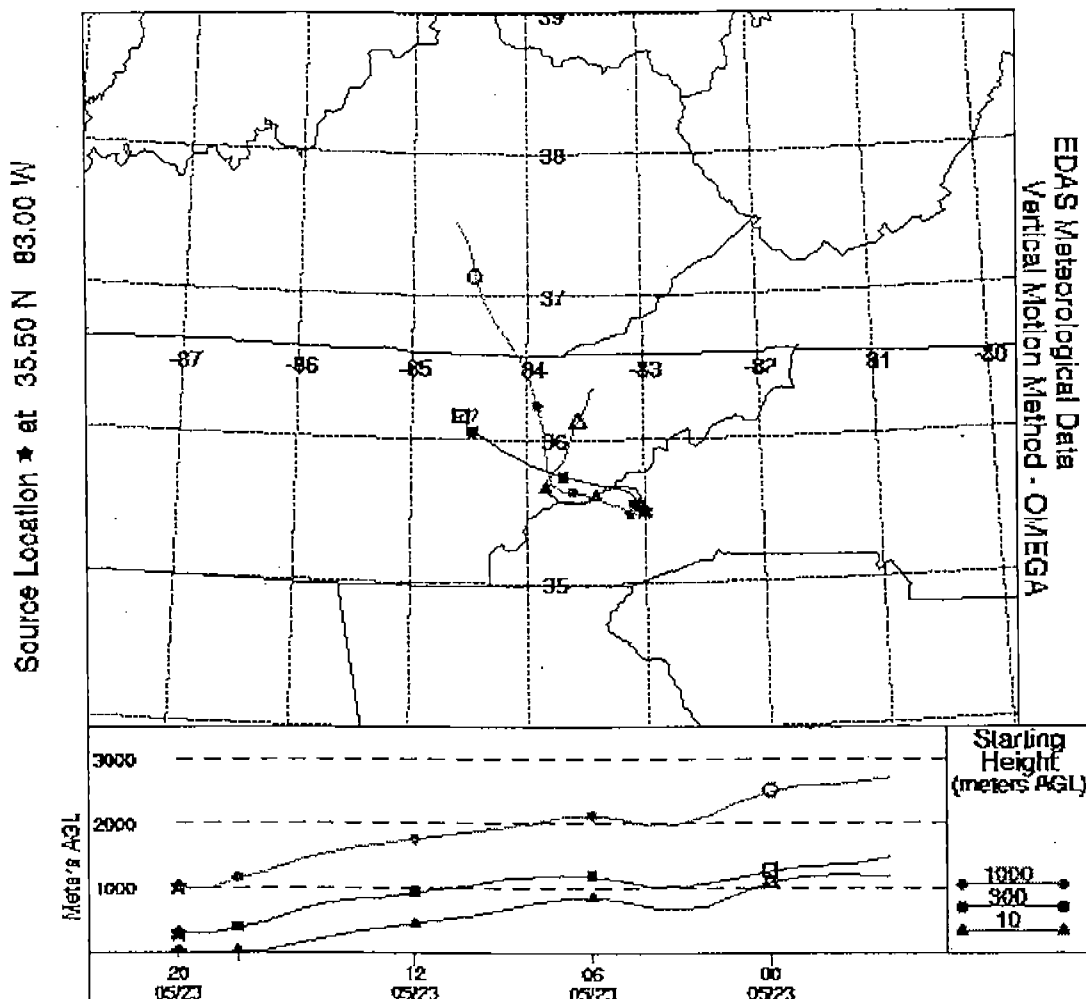 Source Location ★ at 35.50 N 83.00 W
39
38
37
-87 -86 -85 -84 -83 -82 -81 -80
36
35
EDAS Meteorological Data
Vertical Motion Method - OMEGA
Meters AGL
3000
2000
1000
20 12 06 00
05/23 05/23 05/23 05/23
Starting
Height
(meters AGL)
1000
300
10